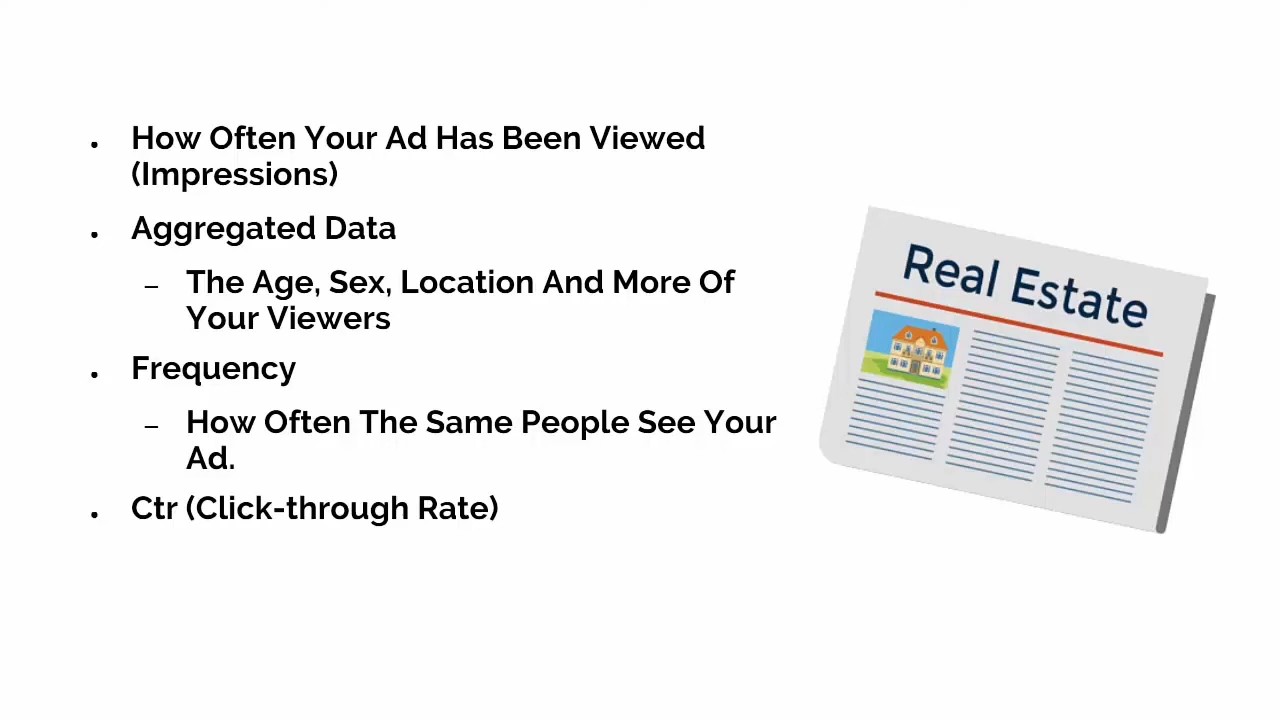 How Often Your Ad Has Been Viewed
(Impressions)
Aggregated Data
– The Age, Sex, Location And More Of
Your Viewers
Frequency
– How Often The Same People See Your
Ad.
Ctr (Click-through Rate)
Real Estate